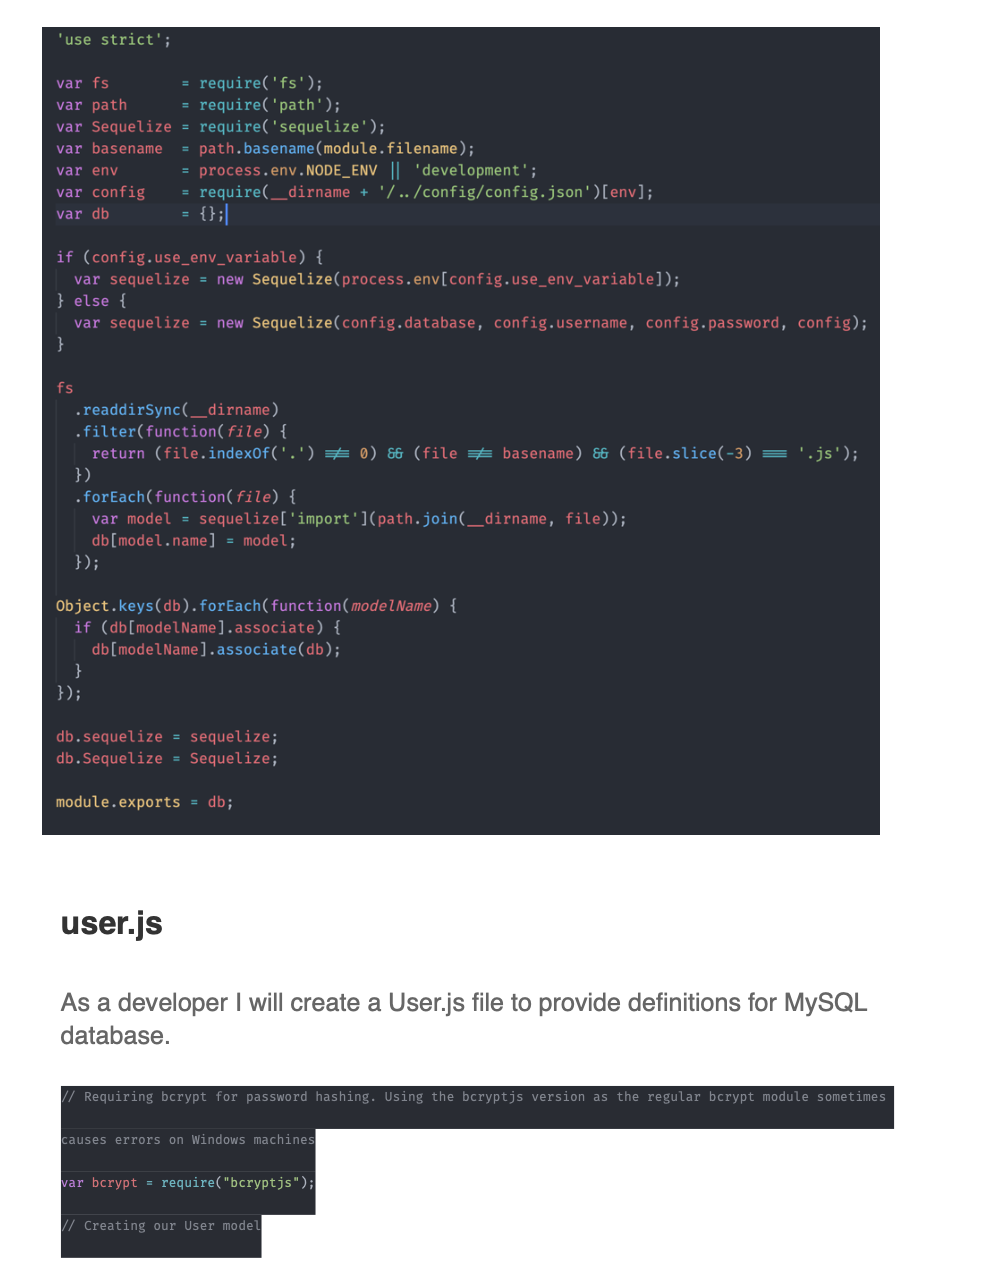 'use strict';
var fs        = require('fs');
var path      = require('path');
var Sequelize = require('sequelize');
var basename  = path.basename(module.filename);
var env       = process.env.NODE_ENV || 'development';
var config    = require(__dirname + '/../config/config.json')[env];
var db        = {};
if (config.use_env_variable) {
  var sequelize = new Sequelize(process.env[config.use_env_variable]);
} else {
  var sequelize = new Sequelize(config.database, config.username, config.password, config);
}
fs
  .readdirSync(__dirname)
  .filter(function(file) {
    return (file.indexOf('.') !== 0) && (file !== basename) && (file.slice(-3) === '.js');
  })
  .forEach(function(file) {
    var model = sequelize['import'](path.join(__dirname, file));
    db[model.name] = model;
  });
Object.keys(db).forEach(function(modelName) {
  if (db[modelName].associate) {
    db[modelName].associate(db);
  }
});
db.sequelize = sequelize;
db.Sequelize = Sequelize;
module.exports = db;
user.js
As a developer I will create a User.js file to provide definitions for MySQL
database.
// Requiring bcrypt for password hashing. Using the bcryptjs version as the regular bcrypt module sometimes
causes errors on Windows machines
var bcrypt = require("bcryptjs");
// Creating our User model